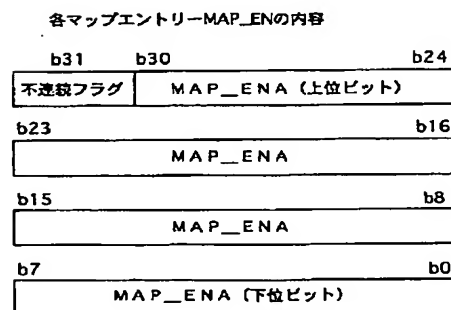 各マップエントリーMAP_ENの内容
b31 b30 b24
不連続フラグ MAP_ENA (上位ビット)
b23 b16
MAP_ENA
b15 b8
MAP_ENA
b7 b0
MAP_ENA (下位ビット)